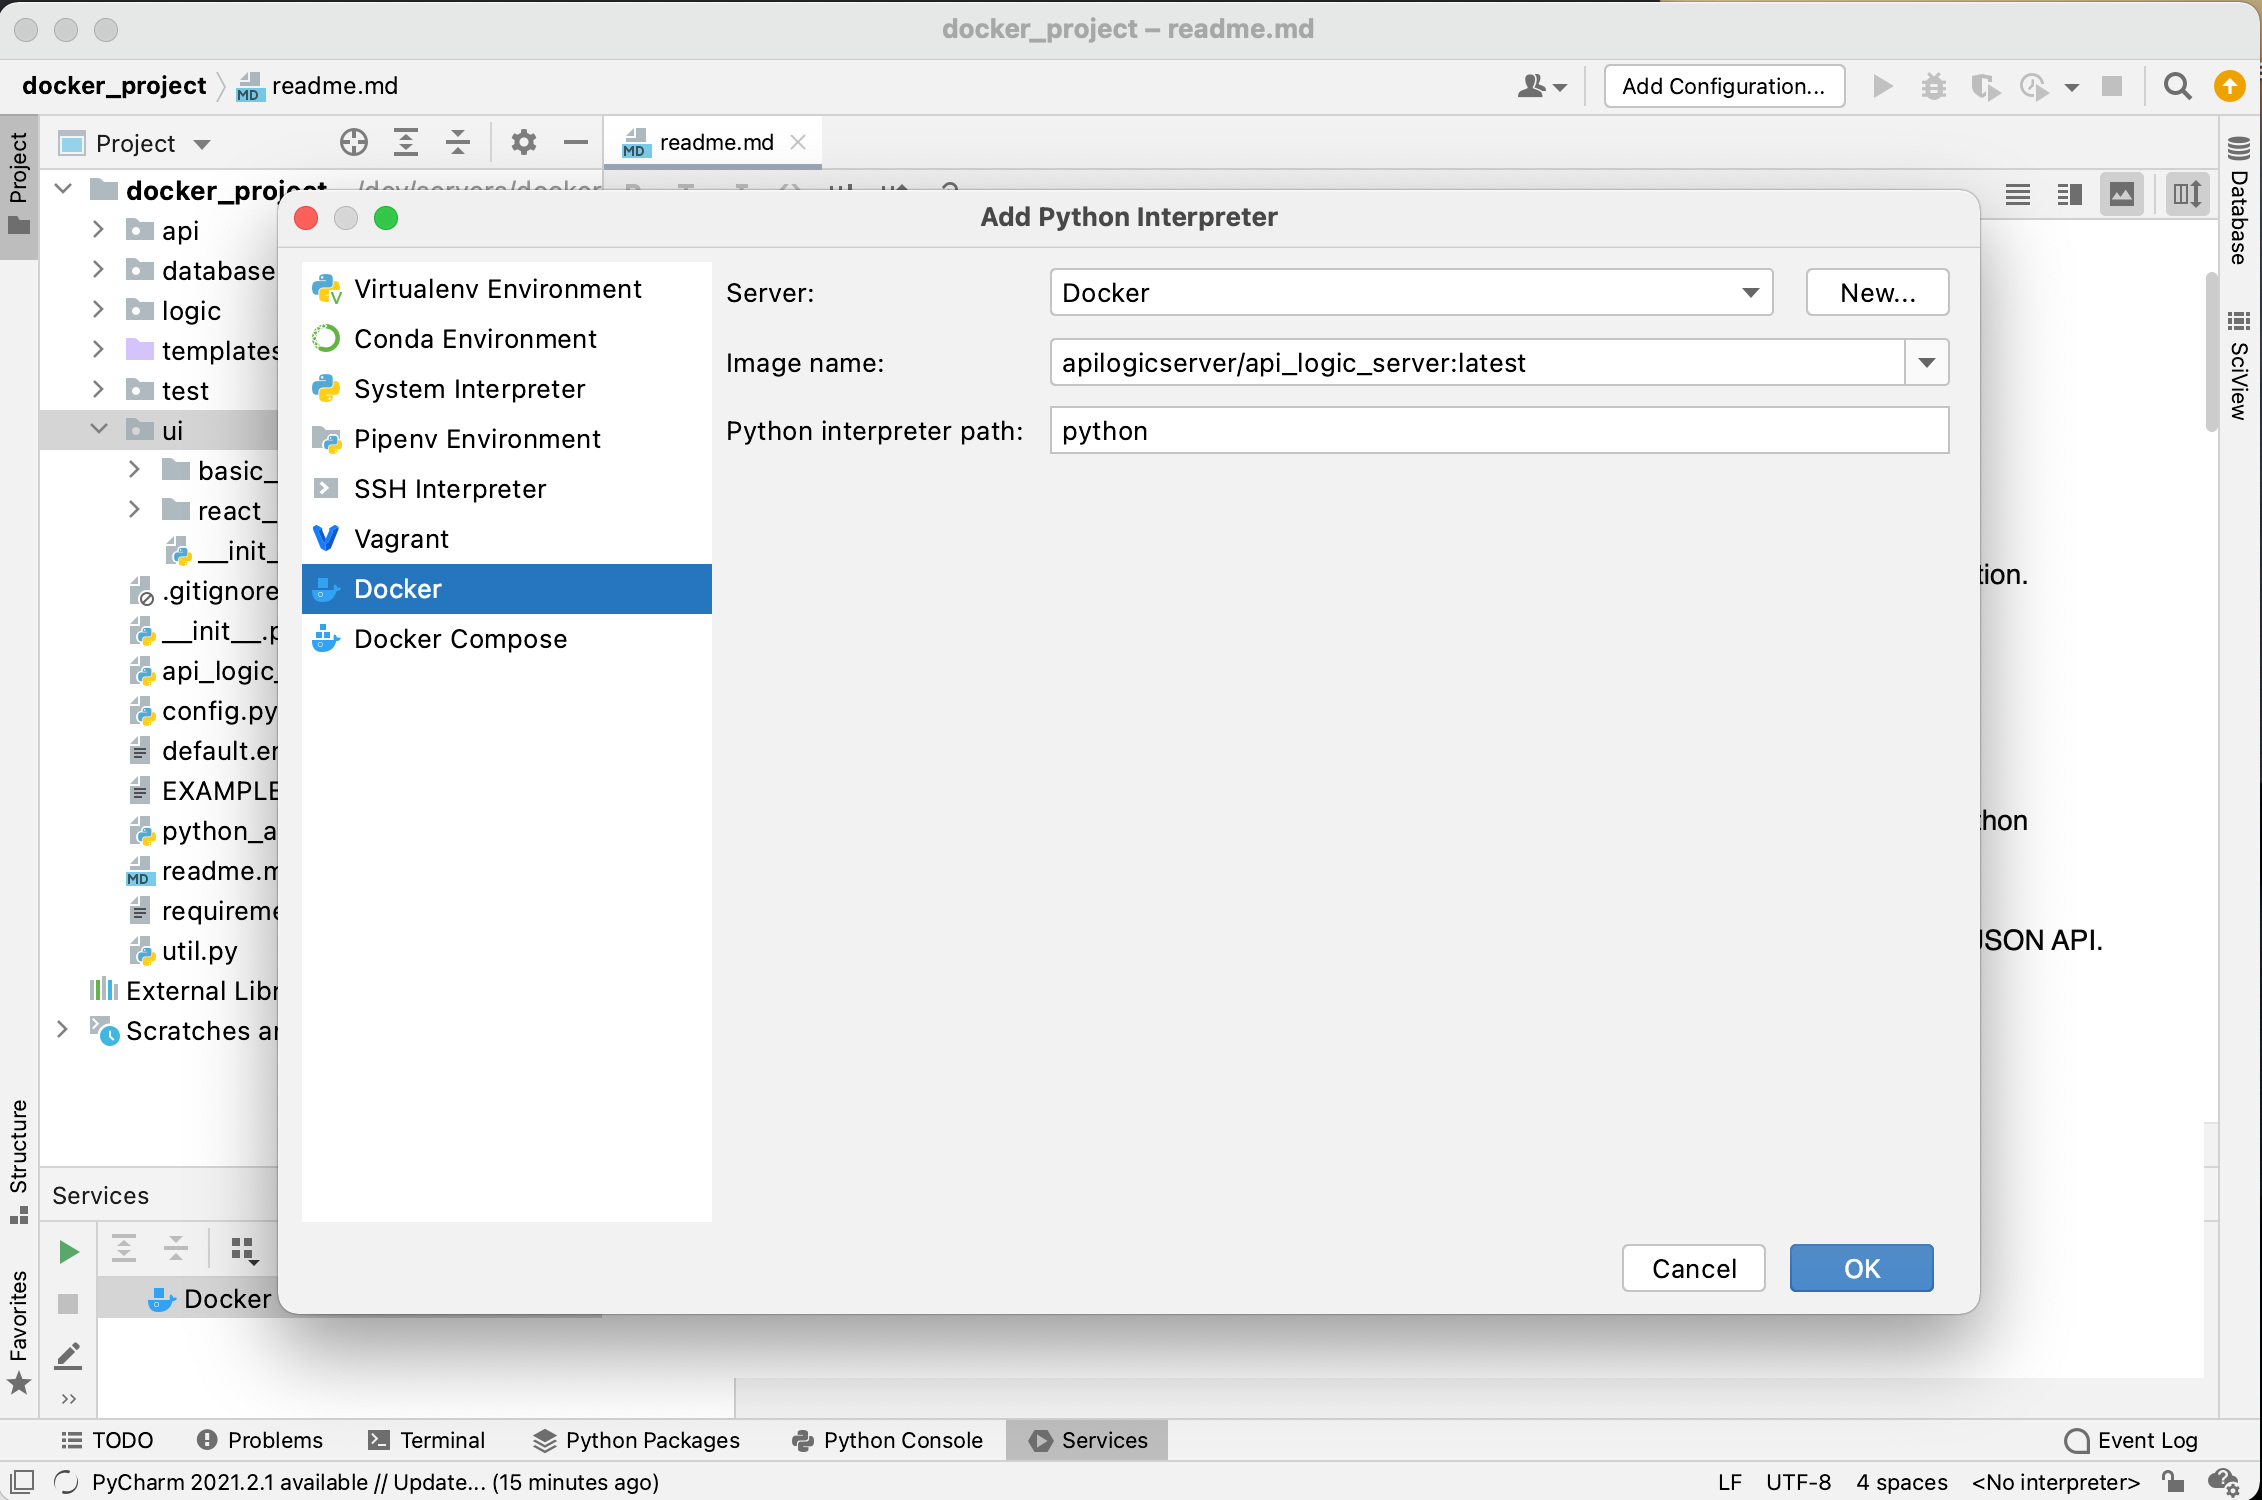 docker_project – readme.md
docker_project
readme.md
Add Configuration...
Project
Project
readme.md
docker_project
api
database
logic
templates
test
ui
basic_
react_
__init_
.gitignore
__init__.p
api_logic_
config.py
default.en
EXAMPLE
python_a
readme.m
requireme
util.py
External Libr
Scratches an
Add Python Interpreter
Virtualenv Environment
Conda Environment
System Interpreter
Pipenv Environment
SSH Interpreter
Vagrant
Docker
Docker Compose
Server:
Docker
New...
Image name:
apilogicserver/api_logic_server:latest
Python interpreter path:
python
Cancel
OK
tion.
thon
JSON API.
Database
SciView
Structure
Favorites
Services
Docker
TODO
Problems
Terminal
Python Packages
Python Console
Services
Event Log
PyCharm 2021.2.1 available // Update... (15 minutes ago)
LF
UTF-8
4 spaces
<No interpreter>